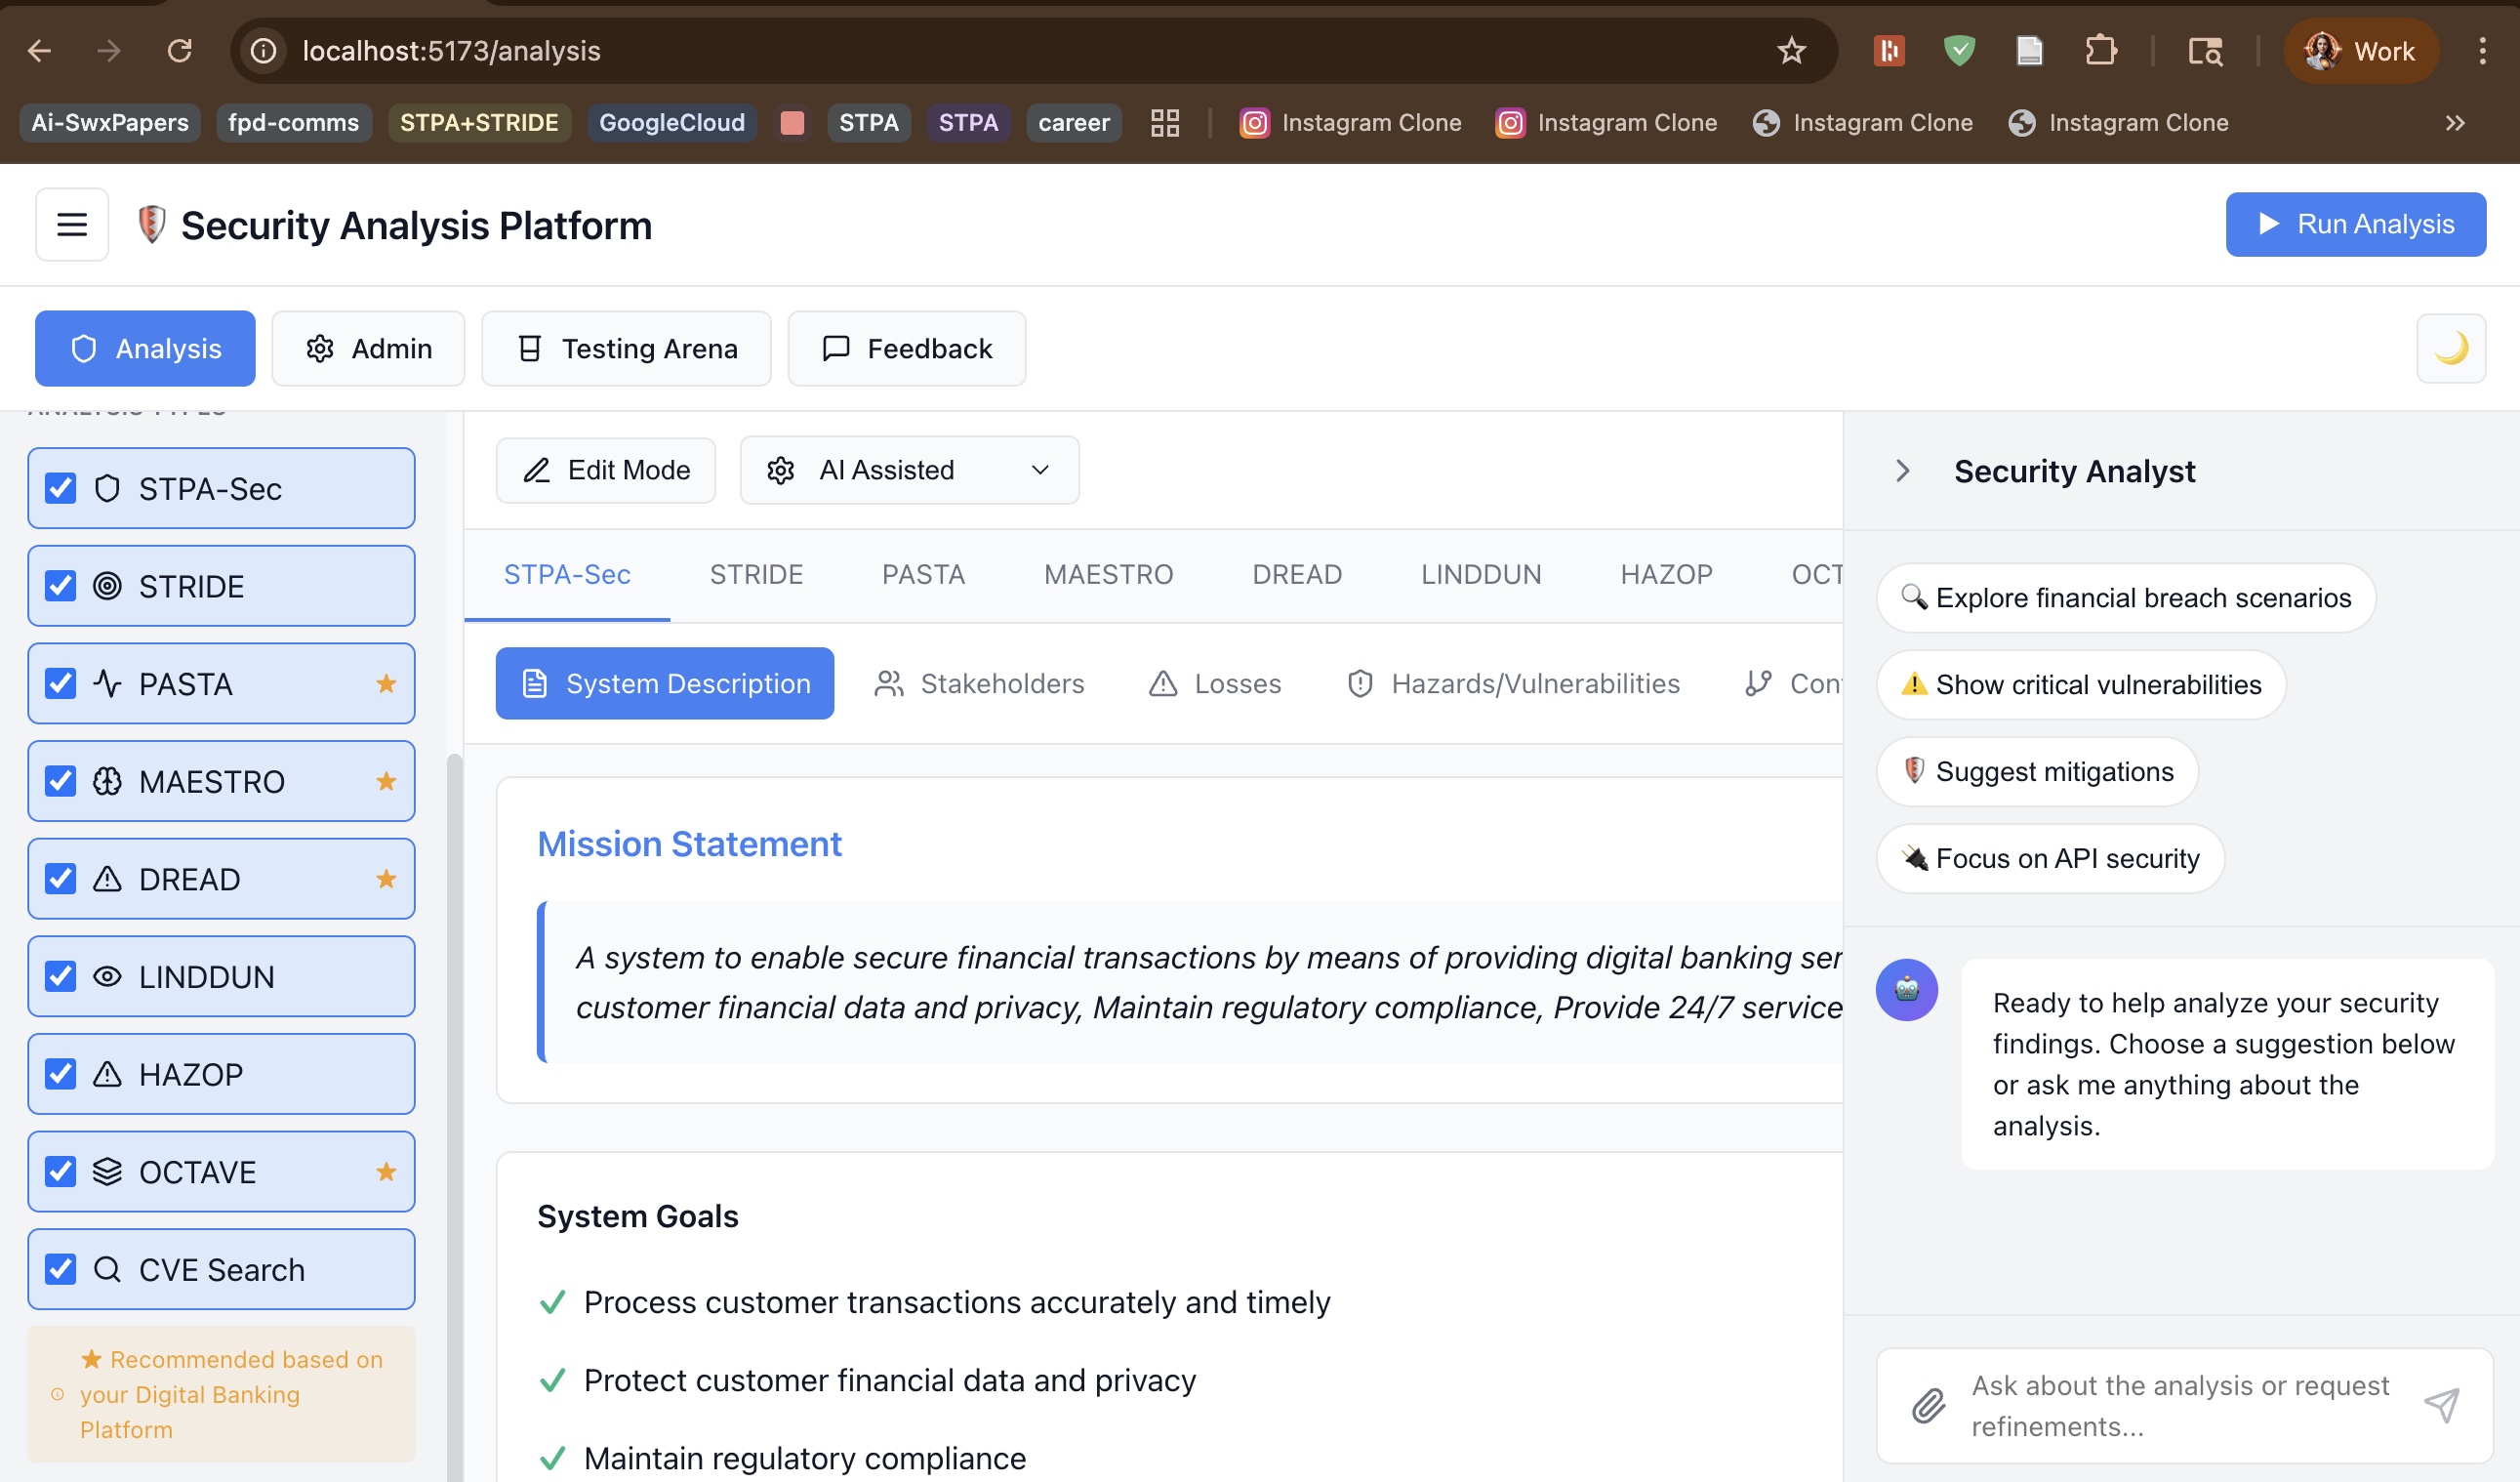 localhost:5173/analysis
Work
Ai-SwxPapers
fpd-comms
STPA+STRIDE
GoogleCloud
STPA
STPA
career
Instagram Clone
Instagram Clone
Instagram Clone
Instagram Clone
Security Analysis Platform
Run Analysis
Analysis
Admin
Testing Arena
Feedback
ANALYSIS TYPES
STPA-Sec
STRIDE
PASTA
MAESTRO
DREAD
LINDDUN
HAZOP
OCTAVE
CVE Search
Recommended based on
your Digital Banking
Platform
Edit Mode
AI Assisted
STPA-Sec
STRIDE
PASTA
MAESTRO
DREAD
LINDDUN
HAZOP
OCT
System Description
Stakeholders
Losses
Hazards/Vulnerabilities
Con
Mission Statement
A system to enable secure financial transactions by means of providing digital banking ser
customer financial data and privacy, Maintain regulatory compliance, Provide 24/7 service
System Goals
Process customer transactions accurately and timely
Protect customer financial data and privacy
Maintain regulatory compliance
Security Analyst
Explore financial breach scenarios
Show critical vulnerabilities
Suggest mitigations
Focus on API security
Ready to help analyze your security
findings. Choose a suggestion below
or ask me anything about the
analysis.
Ask about the analysis or request
refinements...